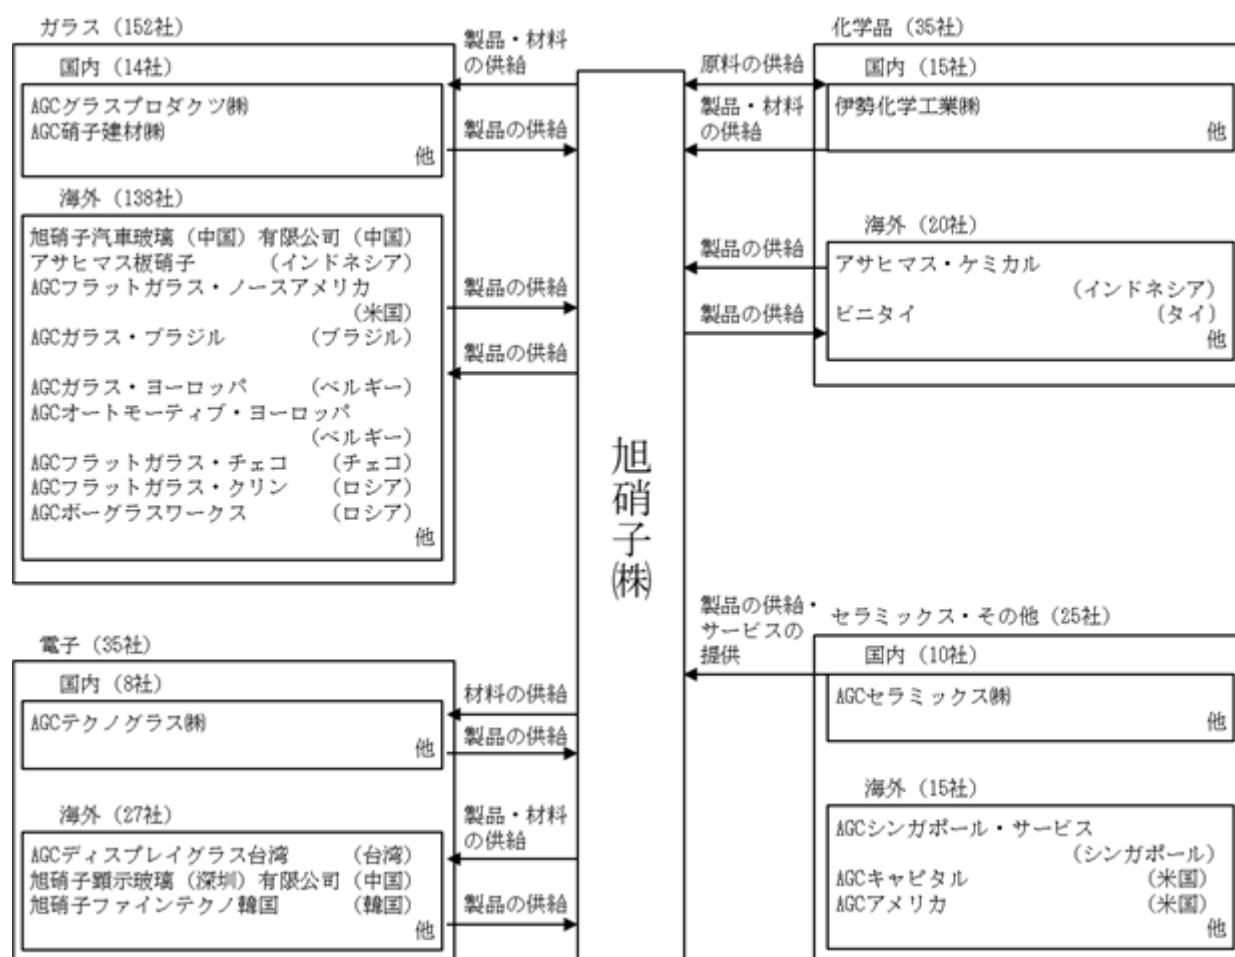 ガラス（152社）
国内（14社）
AGCグラスプロダクツ㈱
AGC硝子建材㈱
他
海外（138社）
旭硝子汽車玻璃（中国）有限公司（中国）
アサヒマス板硝子　（インドネシア）
AGCフラットガラス・ノースアメリカ
（米国）
AGCガラス・ブラジル　（ブラジル）
AGCガラス・ヨーロッパ　（ベルギー）
AGCオートモーティブ・ヨーロッパ
（ベルギー）
AGCフラットガラス・チェコ　（チェコ）
AGCフラットガラス・クリン　（ロシア）
AGCボーグラスワークス　（ロシア）
他
製品・材料
の供給
製品の供給
製品の供給
製品の供給
電子（35社）
国内（8社）
AGCテクノグラス㈱
他
海外（27社）
AGCディスプレイグラス台湾　（台湾）
旭硝子顕示玻璃（深圳）有限公司（中国）
旭硝子ファインテクノ韓国　（韓国）
他
材料の供給
製品の供給
製品・材料
の供給
製品の供給
旭硝子㈱
原料の供給
製品・材料
の供給
製品の供給
製品の供給
化学品（35社）
国内（15社）
伊勢化学工業㈱
他
海外（20社）
アサヒマス・ケミカル
（インドネシア）
ビニタイ　（タイ）
他
製品の供給・
サービスの
提供
セラミックス・その他（25社）
国内（10社）
AGCセラミックス㈱
他
海外（15社）
AGCシンガポール・サービス
（シンガポール）
AGCキャピタル　（米国）
AGCアメリカ　（米国）
他